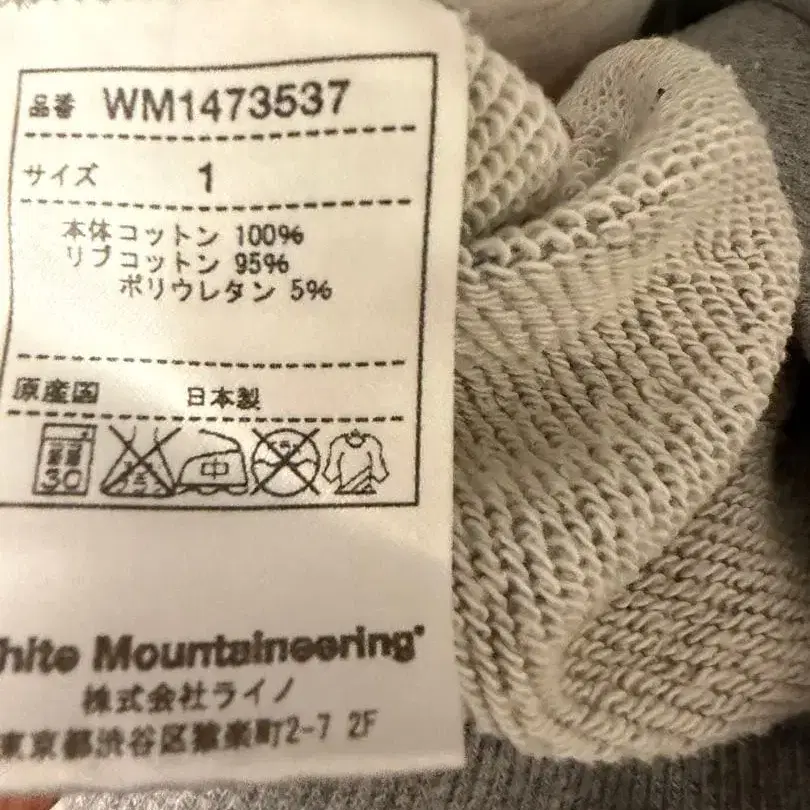 品番 WM1473537
サイズ 1
本体コットン 100%
リブコットン 95%
ポリウレタン 5%
原産国 日本製
30 中
hite Mountaineering
株式会社ライノ
東京都渋谷区猿楽町2-7 2F